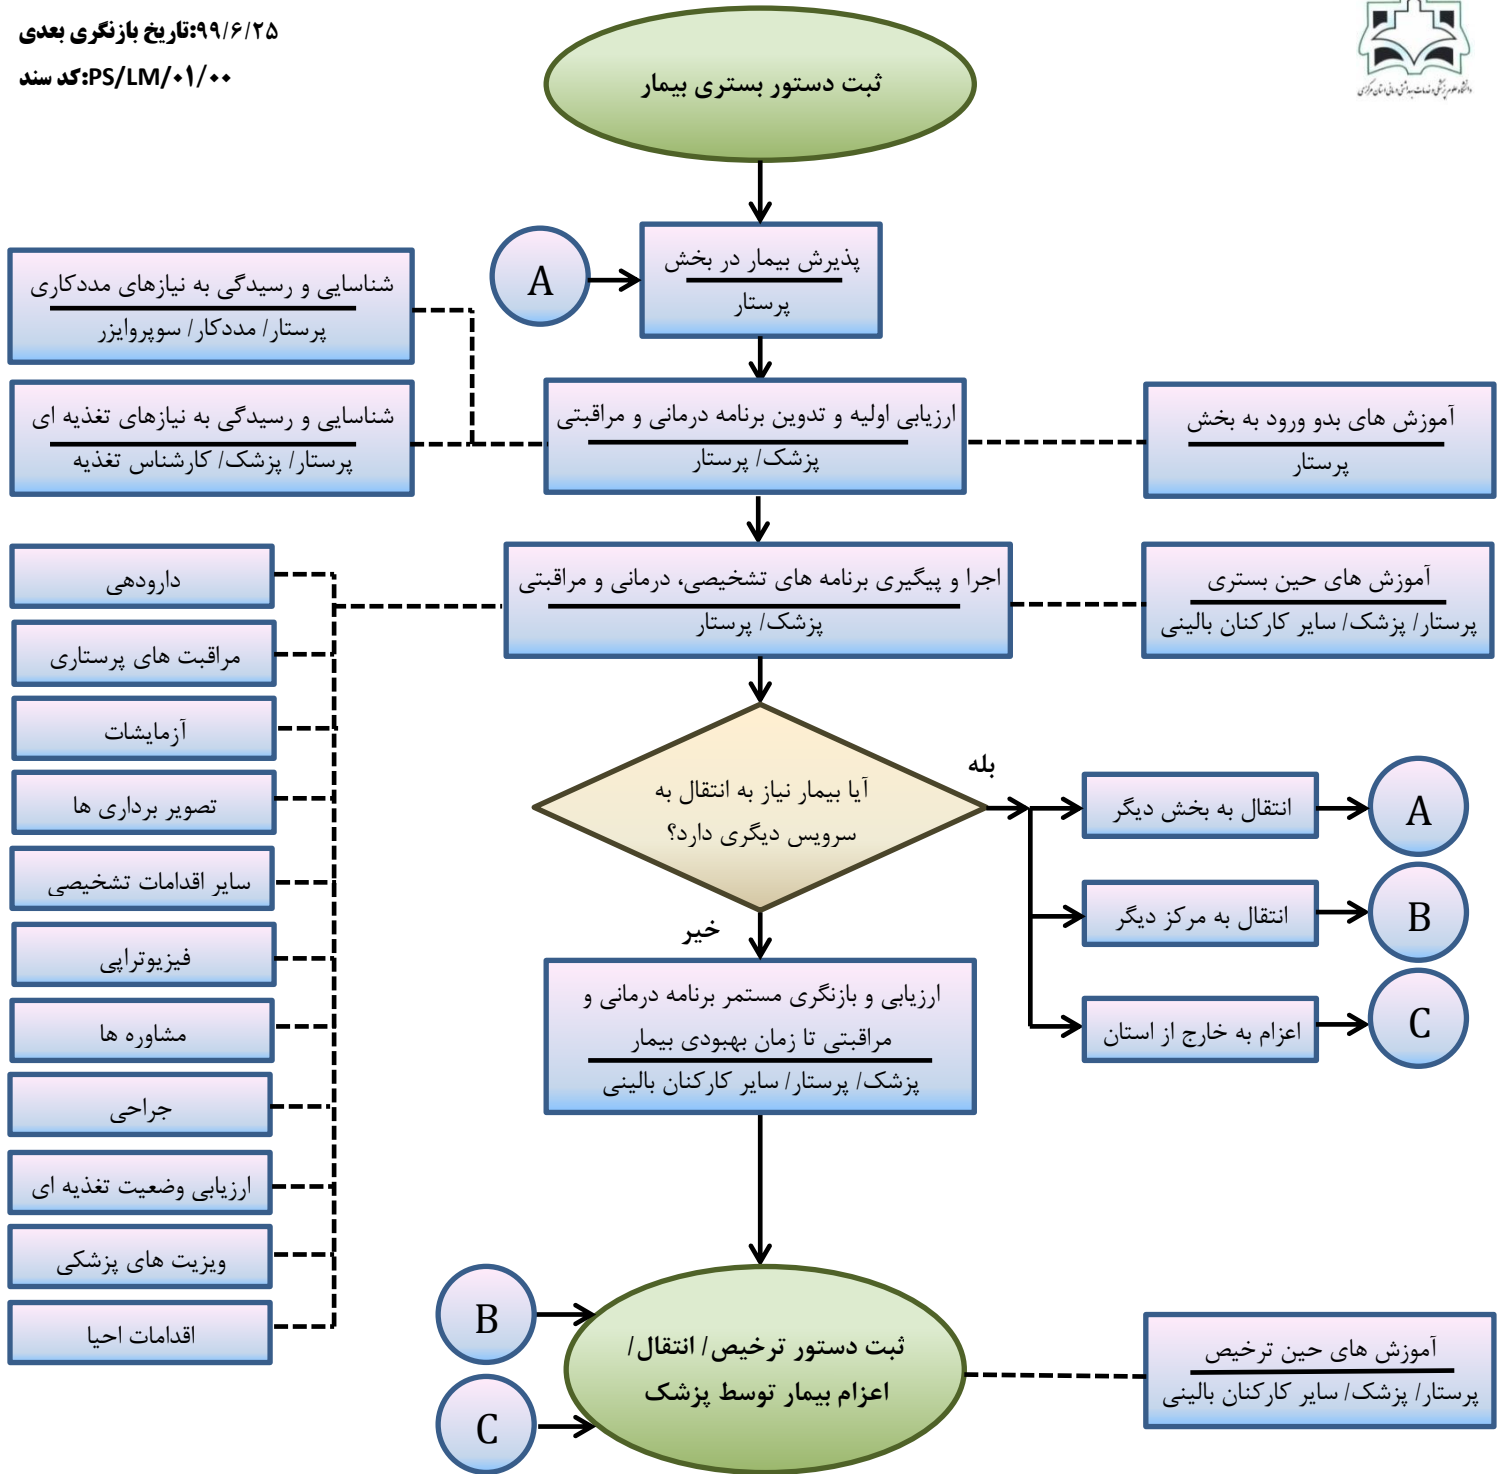 تاریخ بازنگری بعدی:۹۹/۶/۲۵
کد سند:PS/LM/۰۱/۰۰
ثبت دستور بستری بیمار
A
پذیرش بیمار در بخش
پرستار
شناسایی و رسیدگی به نیازهای مددکاری
پرستار/ مددکار/ سوپروایزر
ارزیابی اولیه و تدوین برنامه درمانی و مراقبتی
پزشک/ پرستار
شناسایی و رسیدگی به نیازهای تغذیه ای
پرستار/ پزشک/ کارشناس تغذیه
آموزش های بدو ورود به بخش
پرستار
اجرا و پیگیری برنامه های تشخیصی، درمانی و مراقبتی
پزشک/ پرستار
آموزش های حین بستری
پرستار/ پزشک/ سایر کارکنان بالینی
دارودهی
مراقبت های پرستاری
آزمایشات
تصویر برداری ها
سایر اقدامات تشخیصی
فیزیوتراپی
مشاوره ها
جراحی
ارزیابی وضعیت تغذیه ای
ویزیت های پزشکی
اقدامات احیا
آیا بیمار نیاز به انتقال به
سرویس دیگری دارد؟
بله
انتقال به بخش دیگر
A
انتقال به مرکز دیگر
B
اعزام به خارج از استان
C
خیر
ارزیابی و بازنگری مستمر برنامه درمانی و
مراقبتی تا زمان بهبودی بیمار
پزشک/ پرستار/ سایر کارکنان بالینی
B
C
ثبت دستور ترخیص/ انتقال/
اعزام بیمار توسط پزشک
آموزش های حین ترخیص
پرستار/ پزشک/ سایر کارکنان بالینی